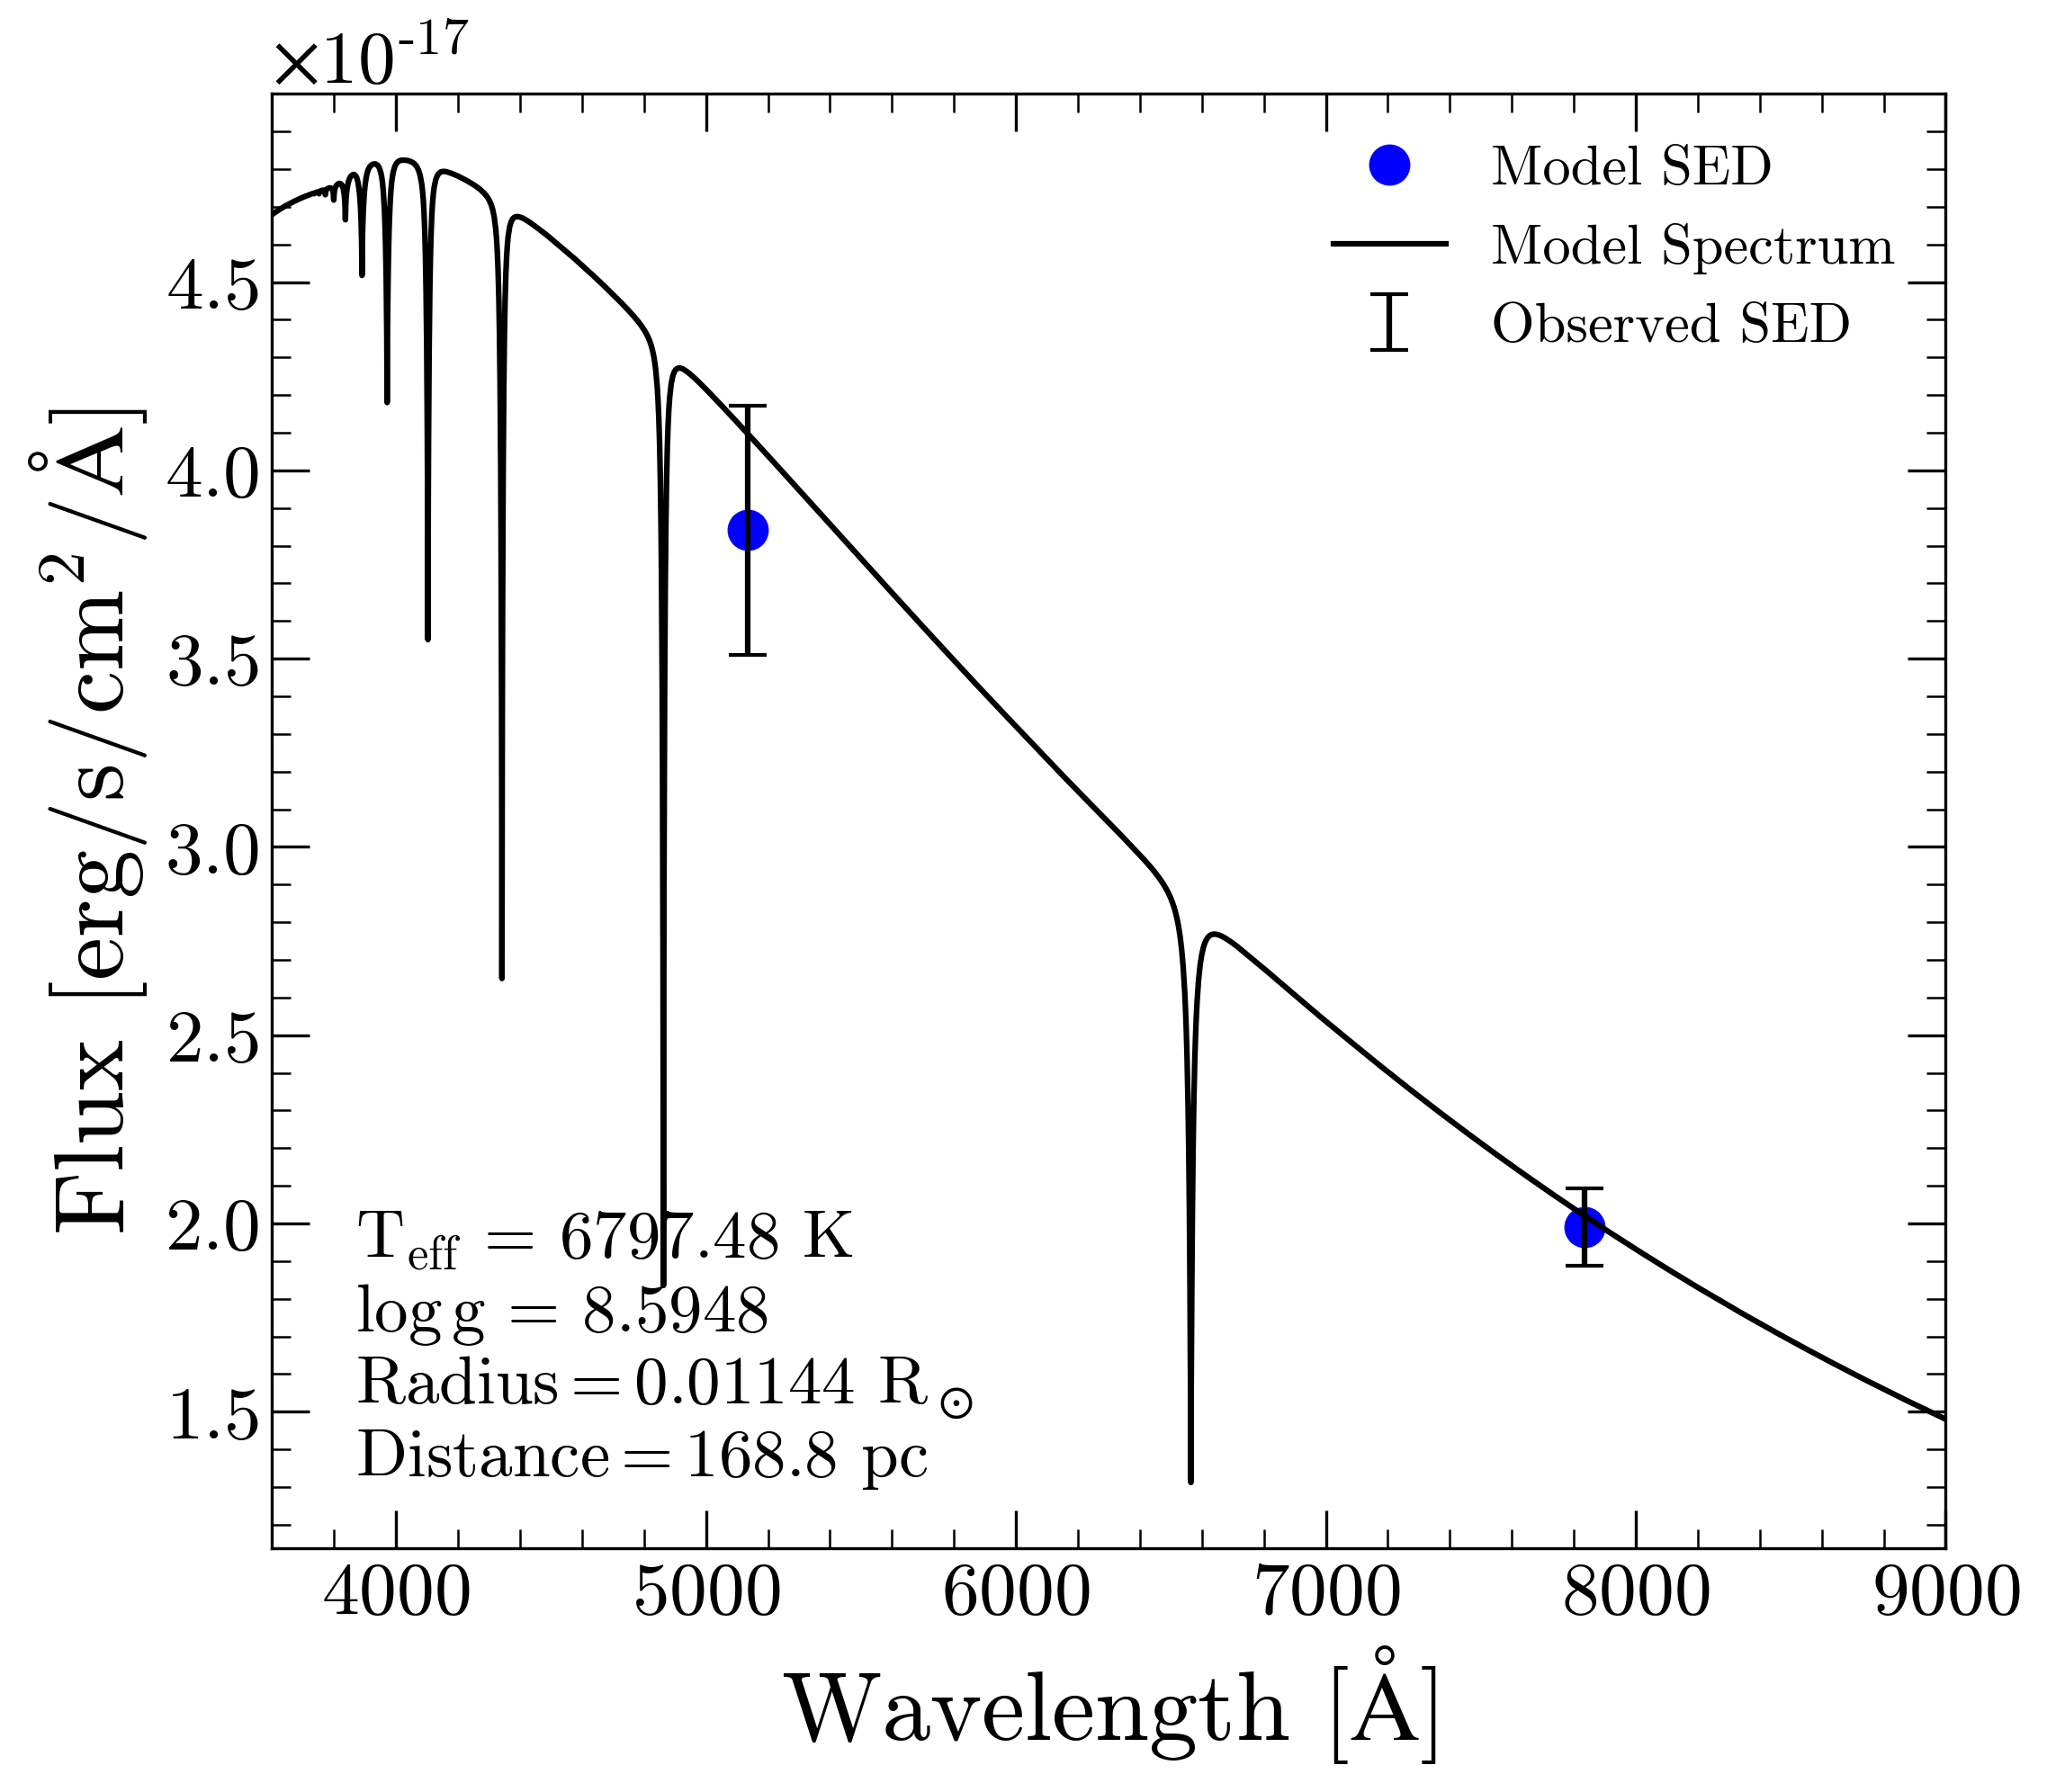 ×10-17
Model SED
Model Spectrum
Observed SED
4.5
4.0
3.5
3.0
2.5
2.0
1.5
Flux [erg/s/cm²/Å]
Teff = 6797.48 K
log g = 8.5948
Radius = 0.01144 R⊙
Distance = 168.8 pc
4000 5000 6000 7000 8000 9000
Wavelength [Å]